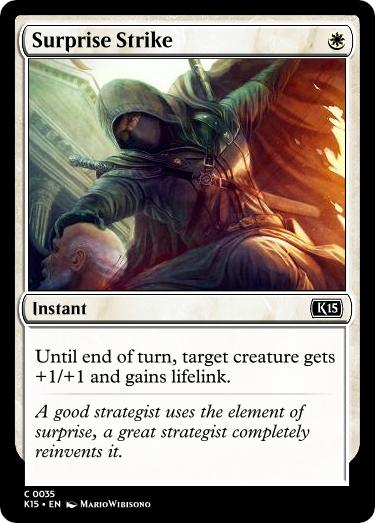 Surprise Strike
Instant
K15
Until end of turn, target creature gets
+1/+1 and gains lifelink.
A good strategist uses the element of
surprise, a great strategist completely
reinvents it.
C 0035
K15 • EN MarioWibisono